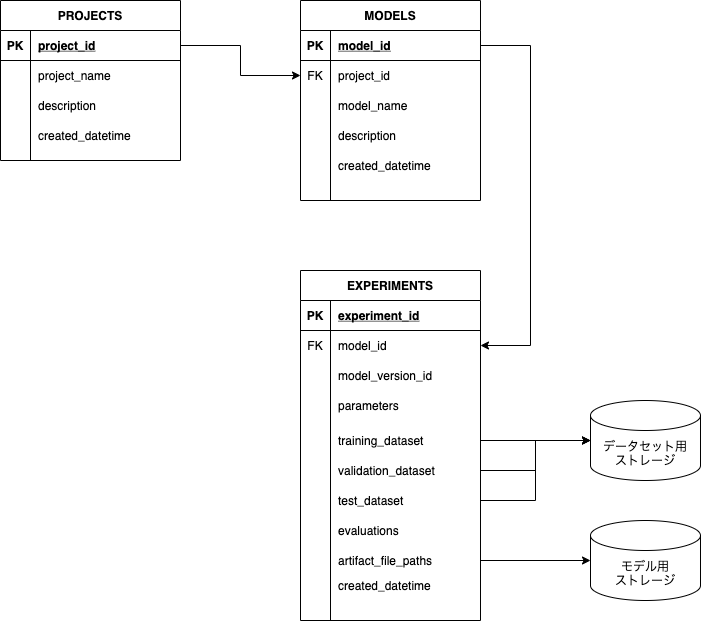 PROJECTS
PK project_id
project_name
description
created_datetime
MODELS
PK model_id
FK project_id
model_name
description
created_datetime
EXPERIMENTS
PK experiment_id
FK model_id
model_version_id
parameters
training_dataset
validation_dataset
test_dataset
evaluations
artifact_file_paths
created_datetime
データセット用
ストレージ
モデル用
ストレージ